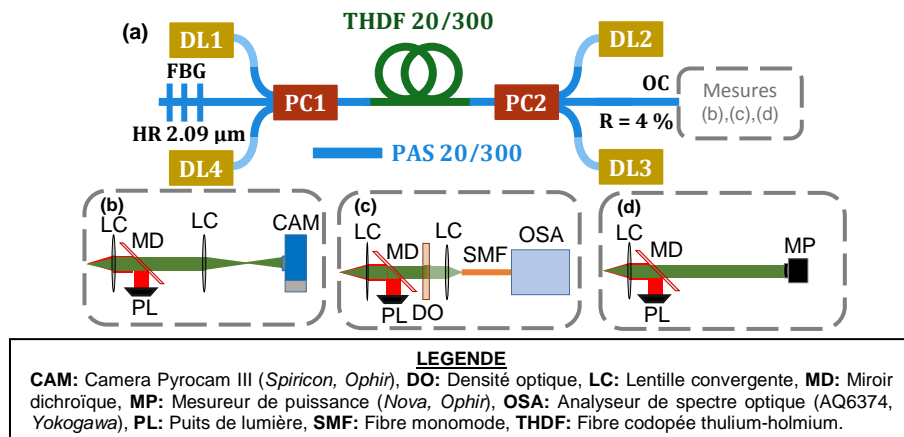 (a)
THDF 20/300
DL1
DL2
FBG
OC
PC1
PC2
Mesures
(b),(c),(d)
HR 2.09 µm
R = 4 %
DL4
PAS 20/300
DL3
(b)
LC
MD
LC
CAM
PL
(c)
LC
MD
LC
SMF
OSA
PL
DO
(d)
LC
MD
MP
PL
LEGENDE
CAM: Camera Pyrocam III (Spiricon, Ophir), DO: Densité optique, LC: Lentille convergente, MD: Miroir
dichroïque, MP: Mesureur de puissance (Nova, Ophir), OSA: Analyseur de spectre optique (AQ6374,
Yokogawa), PL: Puits de lumière, SMF: Fibre monomode, THDF: Fibre codopée thulium-holmium.